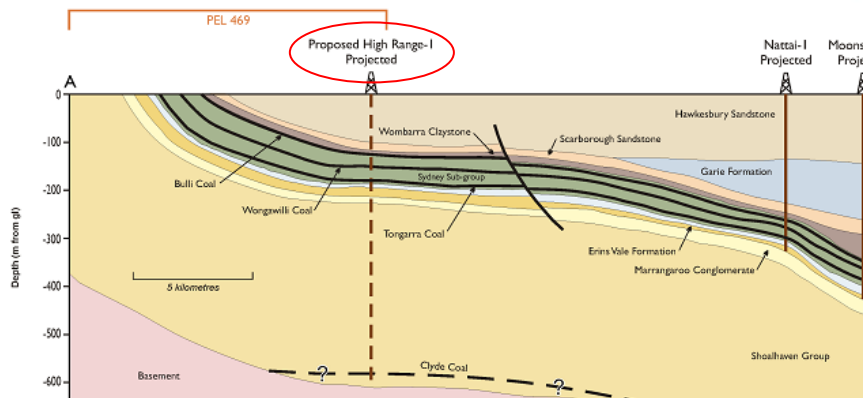 PEL 469
Proposed High Range-1
Projected
Nattai-1
Projected
Moons
Proje
A
0
-100
-200
-300
-400
-500
-600
Depth (m from gl)
Hawkesbury Sandstone
Wombarra Claystone
Scarborough Sandstone
Garie Formation
Sydney Sub-group
Bulli Coal
Wongawilli Coal
Tongarra Coal
Erins Vale Formation
Marrangaroo Conglomerate
5 kilometres
Shoalhaven Group
Clyde Coal
?
?
Basement